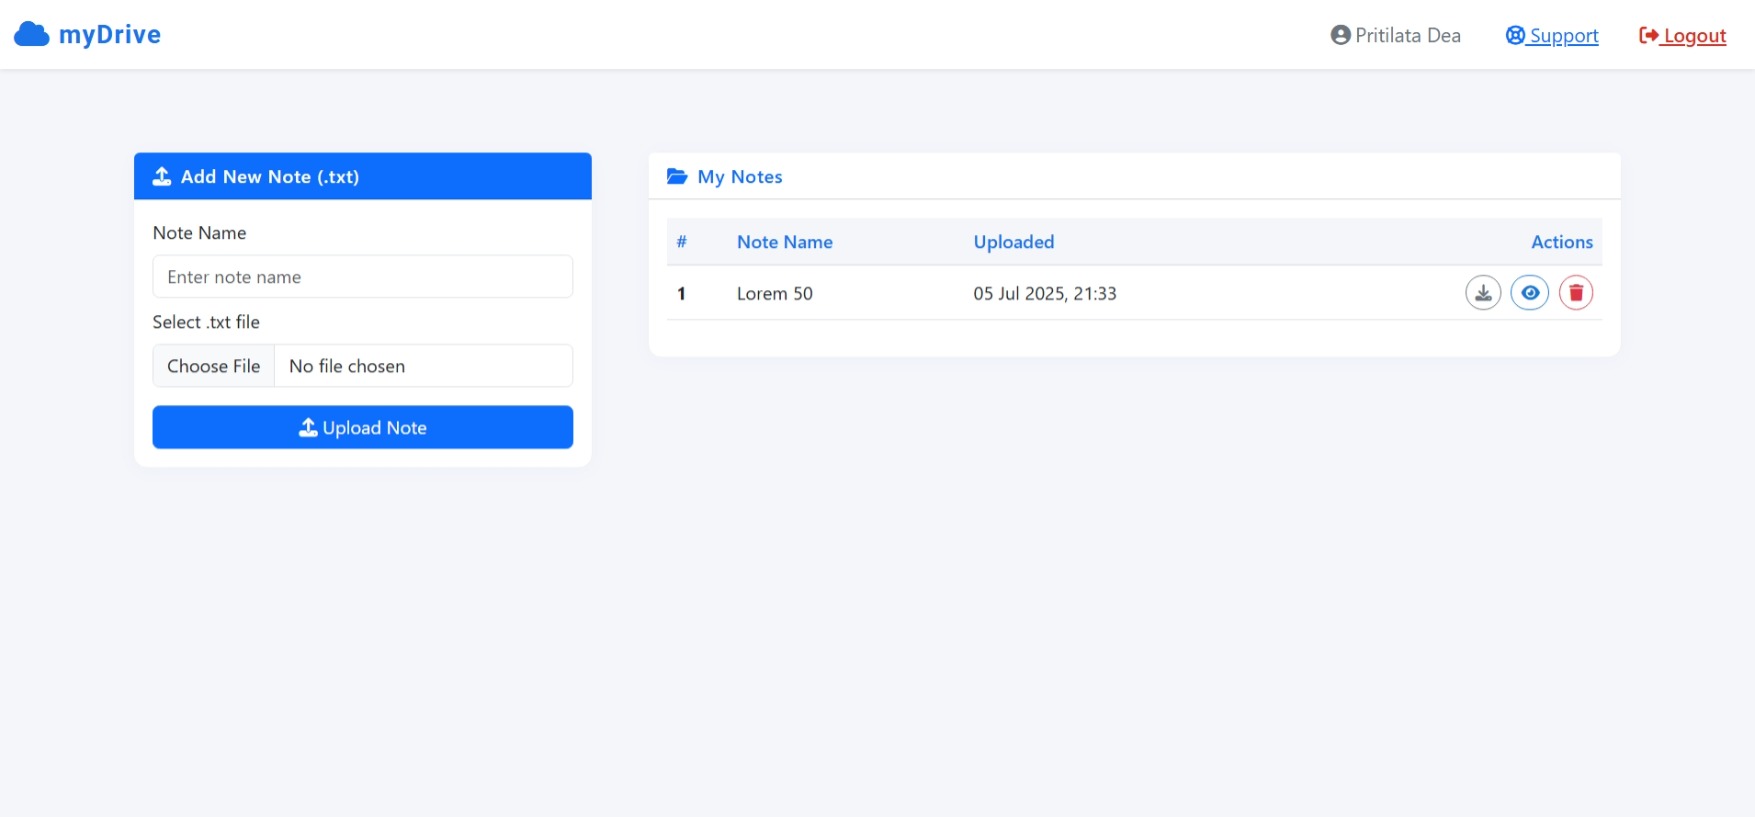 myDrive
Pritilata Dea
Support
Logout
Add New Note (.txt)
Note Name
Enter note name
Select .txt file
Choose File No file chosen
Upload Note
My Notes
# Note Name Uploaded Actions
1 Lorem 50 05 Jul 2025, 21:33